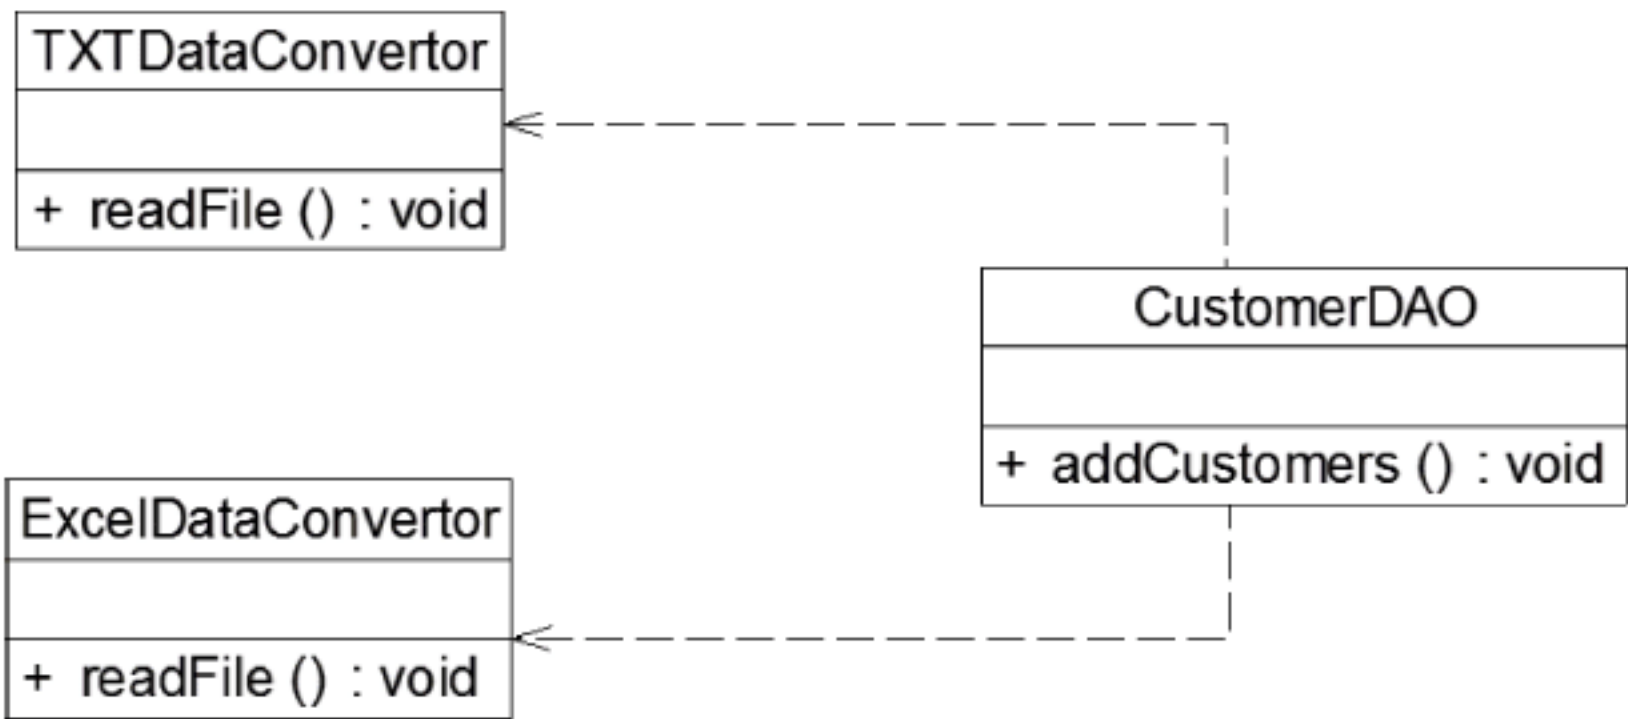 TXTDataConvertor
+ readFile () : void
CustomerDAO
+ addCustomers () : void
ExcelDataConvertor
+ readFile () : void